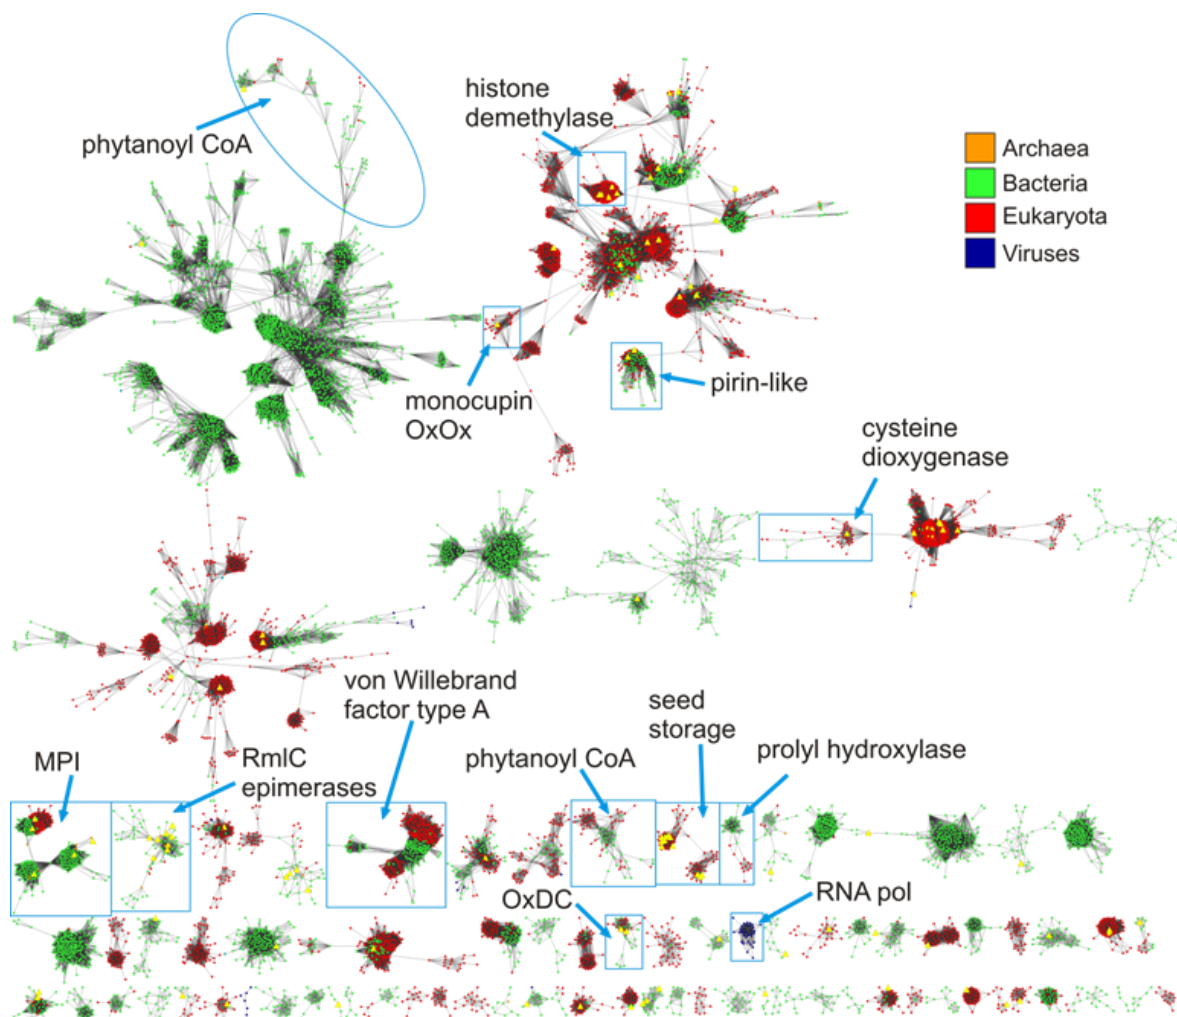 phytanoyl CoA
histone
demethylase
Archaea
Bacteria
Eukaryota
Viruses
monocupin
OxOx
pirin-like
cysteine
dioxygenase
von Willebrand
factor type A
seed
storage
MPI
RmlC
epimerases
phytanoyl CoA
prolyl hydroxylase
OxDC
RNA pol